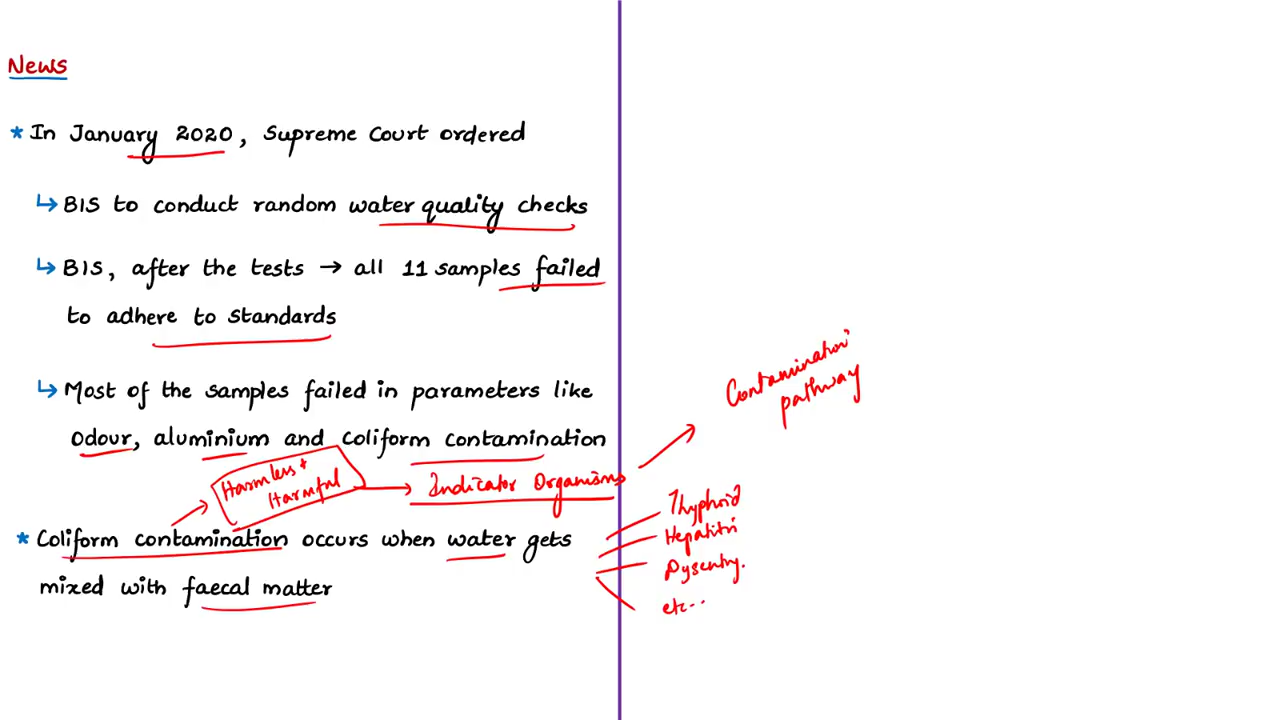 News
* In January 2020, Supreme Court ordered
↳ BIS to conduct random water quality checks
↳ BIS, after the tests → all 11 samples failed
to adhere to standards
↳ Most of the samples failed in parameters like
Odour, aluminium and coliform contamination
Harmless +
Harmful
Indicator Organisms
Contamination
pathway
* Coliform contamination occurs when water gets
mixed with faecal matter
Thyphoid
Hepatitis
Dysentry.
etc..